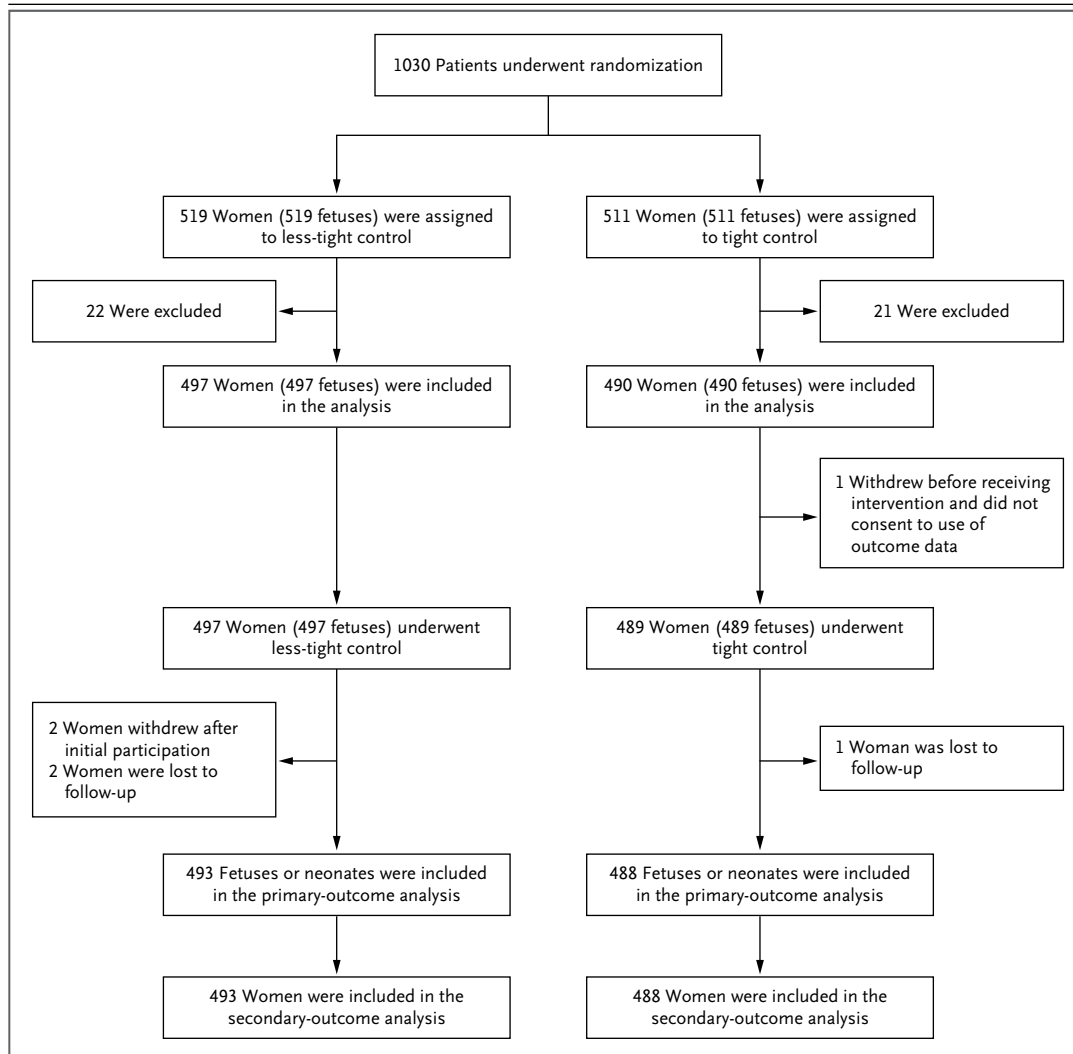 1030 Patients underwent randomization
519 Women (519 fetuses) were assigned
to less-tight control
511 Women (511 fetuses) were assigned
to tight control
22 Were excluded
21 Were excluded
497 Women (497 fetuses) were included
in the analysis
490 Women (490 fetuses) were included
in the analysis
1 Withdrew before receiving
intervention and did not
consent to use of
outcome data
497 Women (497 fetuses) underwent
less-tight control
489 Women (489 fetuses) underwent
tight control
2 Women withdrew after
initial participation
2 Women were lost to
follow-up
1 Woman was lost to
follow-up
493 Fetuses or neonates were included
in the primary-outcome analysis
488 Fetuses or neonates were included
in the primary-outcome analysis
493 Women were included in the
secondary-outcome analysis
488 Women were included in the
secondary-outcome analysis